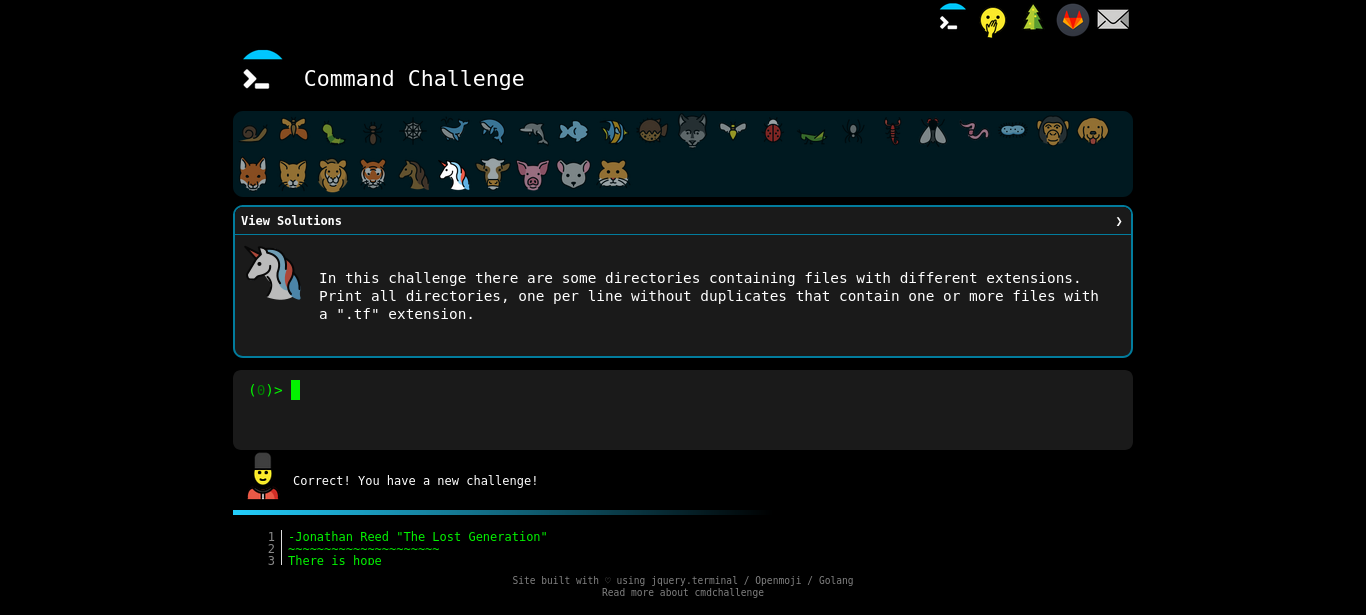 Command Challenge
View Solutions ❯
In this challenge there are some directories containing files with different extensions.
Print all directories, one per line without duplicates that contain one or more files with
a ".tf" extension.
(0)>
Correct! You have a new challenge!
1 -Jonathan Reed "The Lost Generation"
2 ~~~~~~~~~~~~~~~~~~~~~
3 There is hope
Site built with ♡ using jquery.terminal / Openmoji / Golang
Read more about cmdchallenge